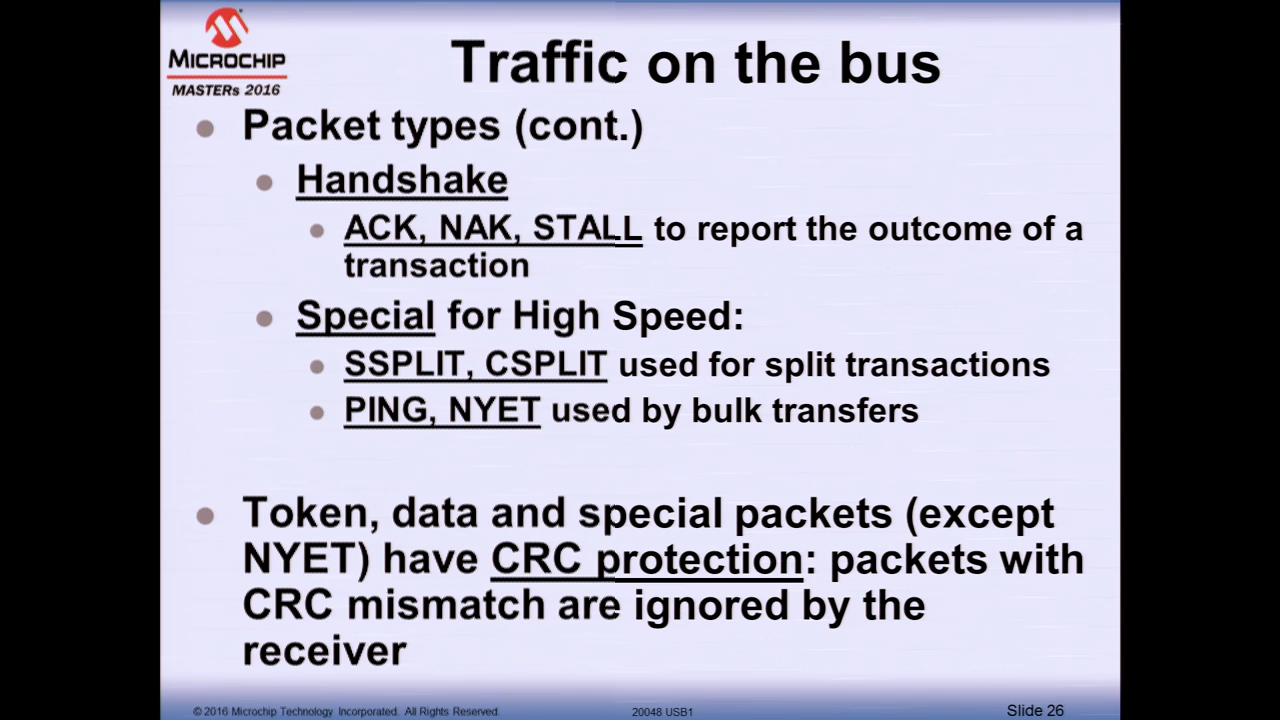 MICROCHIP
MASTERs 2016
Traffic on the bus
Packet types (cont.)
Handshake
ACK, NAK, STALL to report the outcome of a
transaction
Special for High Speed:
SSPLIT, CSPLIT used for split transactions
PING, NYET used by bulk transfers
Token, data and special packets (except
NYET) have CRC protection: packets with
CRC mismatch are ignored by the
receiver
© 2016 Microchip Technology Incorporated. All Rights Reserved.
20048 USB1
Slide 26